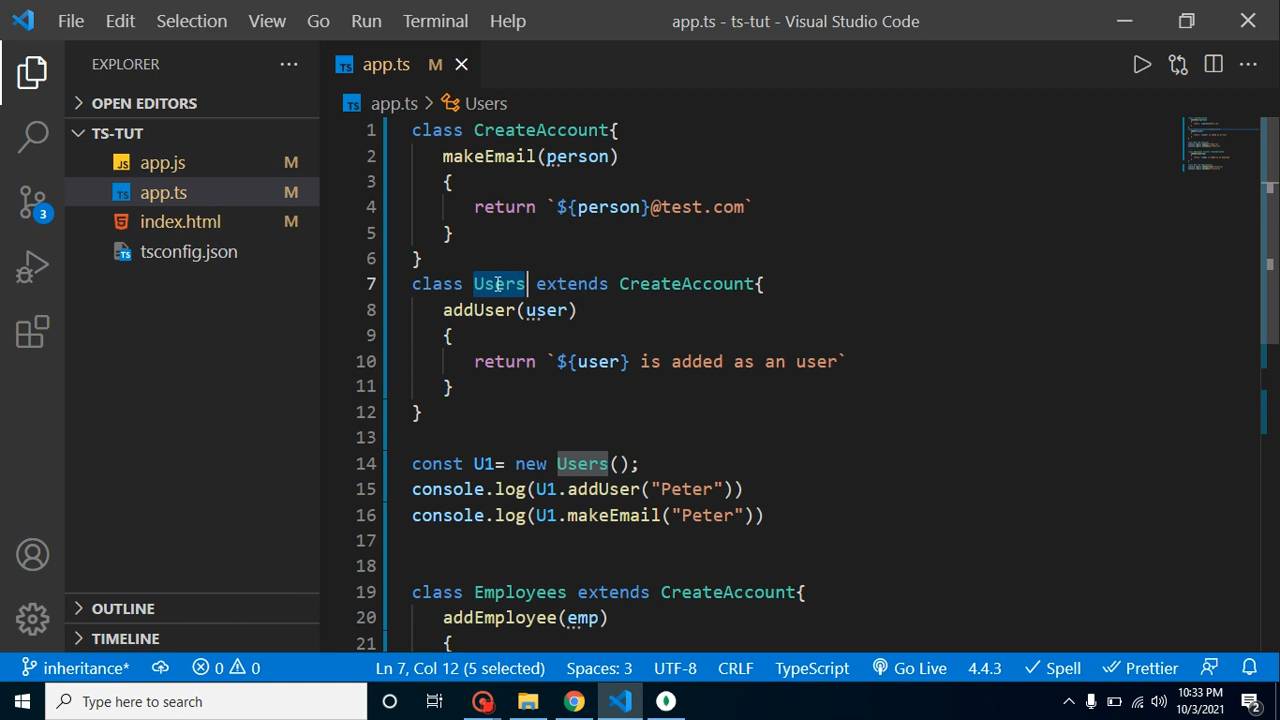 File Edit Selection View Go Run Terminal Help app.ts - ts-tut - Visual Studio Code
EXPLORER
OPEN EDITORS
TS-TUT
JS app.js M
TS app.ts M
index.html M
tsconfig.json
OUTLINE
TIMELINE
TS app.ts M
TS app.ts > Users
1 class CreateAccount{
2 makeEmail(person)
3 {
4 return `${person}@test.com`
5 }
6 }
7 class Users extends CreateAccount{
8 addUser(user)
9 {
10 return `${user} is added as an user`
11 }
12 }
13
14 const U1= new Users();
15 console.log(U1.addUser("Peter"))
16 console.log(U1.makeEmail("Peter"))
17
18
19 class Employees extends CreateAccount{
20 addEmployee(emp)
21 {
3
inheritance* 0 0 Ln 7, Col 12 (5 selected) Spaces: 3 UTF-8 CRLF TypeScript Go Live 4.4.3 Spell Prettier
Type here to search
10:33 PM
10/3/2021
2